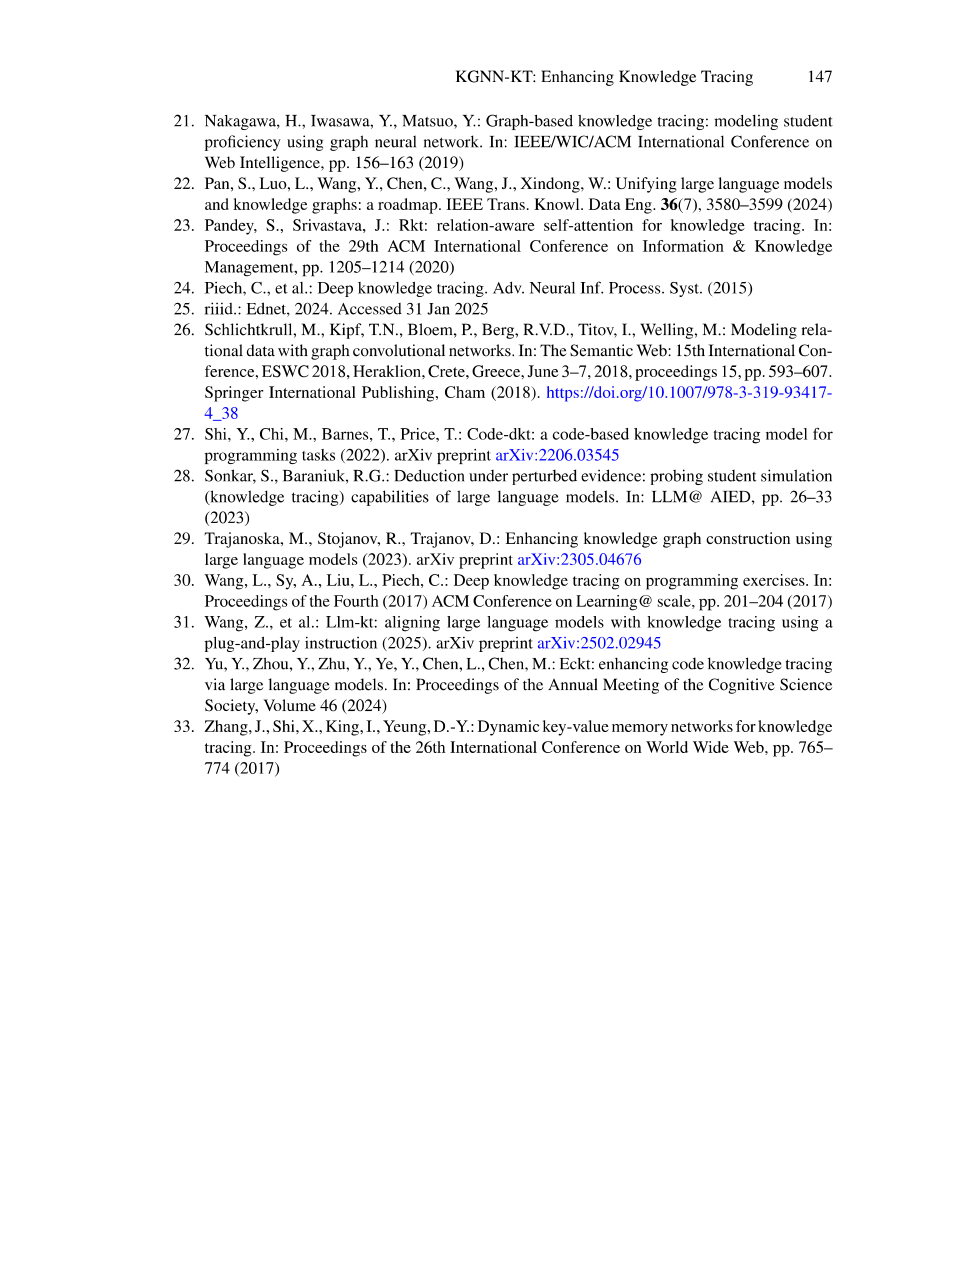 KGNN-KT: Enhancing Knowledge Tracing 147
21. Nakagawa, H., Iwasawa, Y., Matsuo, Y.: Graph-based knowledge tracing: modeling student
proficiency using graph neural network. In: IEEE/WIC/ACM International Conference on
Web Intelligence, pp. 156–163 (2019)
22. Pan, S., Luo, L., Wang, Y., Chen, C., Wang, J., Xindong, W.: Unifying large language models
and knowledge graphs: a roadmap. IEEE Trans. Knowl. Data Eng. 36(7), 3580–3599 (2024)
23. Pandey, S., Srivastava, J.: Rkt: relation-aware self-attention for knowledge tracing. In:
Proceedings of the 29th ACM International Conference on Information & Knowledge
Management, pp. 1205–1214 (2020)
24. Piech, C., et al.: Deep knowledge tracing. Adv. Neural Inf. Process. Syst. (2015)
25. riiid.: Ednet, 2024. Accessed 31 Jan 2025
26. Schlichtkrull, M., Kipf, T.N., Bloem, P., Berg, R.V.D., Titov, I., Welling, M.: Modeling rela-
tional data with graph convolutional networks. In: The Semantic Web: 15th International Con-
ference, ESWC 2018, Heraklion, Crete, Greece, June 3–7, 2018, proceedings 15, pp. 593–607.
Springer International Publishing, Cham (2018). https://doi.org/10.1007/978-3-319-93417-
4_38
27. Shi, Y., Chi, M., Barnes, T., Price, T.: Code-dkt: a code-based knowledge tracing model for
programming tasks (2022). arXiv preprint arXiv:2206.03545
28. Sonkar, S., Baraniuk, R.G.: Deduction under perturbed evidence: probing student simulation
(knowledge tracing) capabilities of large language models. In: LLM@ AIED, pp. 26–33
(2023)
29. Trajanoska, M., Stojanov, R., Trajanov, D.: Enhancing knowledge graph construction using
large language models (2023). arXiv preprint arXiv:2305.04676
30. Wang, L., Sy, A., Liu, L., Piech, C.: Deep knowledge tracing on programming exercises. In:
Proceedings of the Fourth (2017) ACM Conference on Learning@ scale, pp. 201–204 (2017)
31. Wang, Z., et al.: Llm-kt: aligning large language models with knowledge tracing using a
plug-and-play instruction (2025). arXiv preprint arXiv:2502.02945
32. Yu, Y., Zhou, Y., Zhu, Y., Ye, Y., Chen, L., Chen, M.: Eckt: enhancing code knowledge tracing
via large language models. In: Proceedings of the Annual Meeting of the Cognitive Science
Society, Volume 46 (2024)
33. Zhang, J., Shi, X., King, I., Yeung, D.-Y.: Dynamic key-value memory networks for knowledge
tracing. In: Proceedings of the 26th International Conference on World Wide Web, pp. 765–
774 (2017)